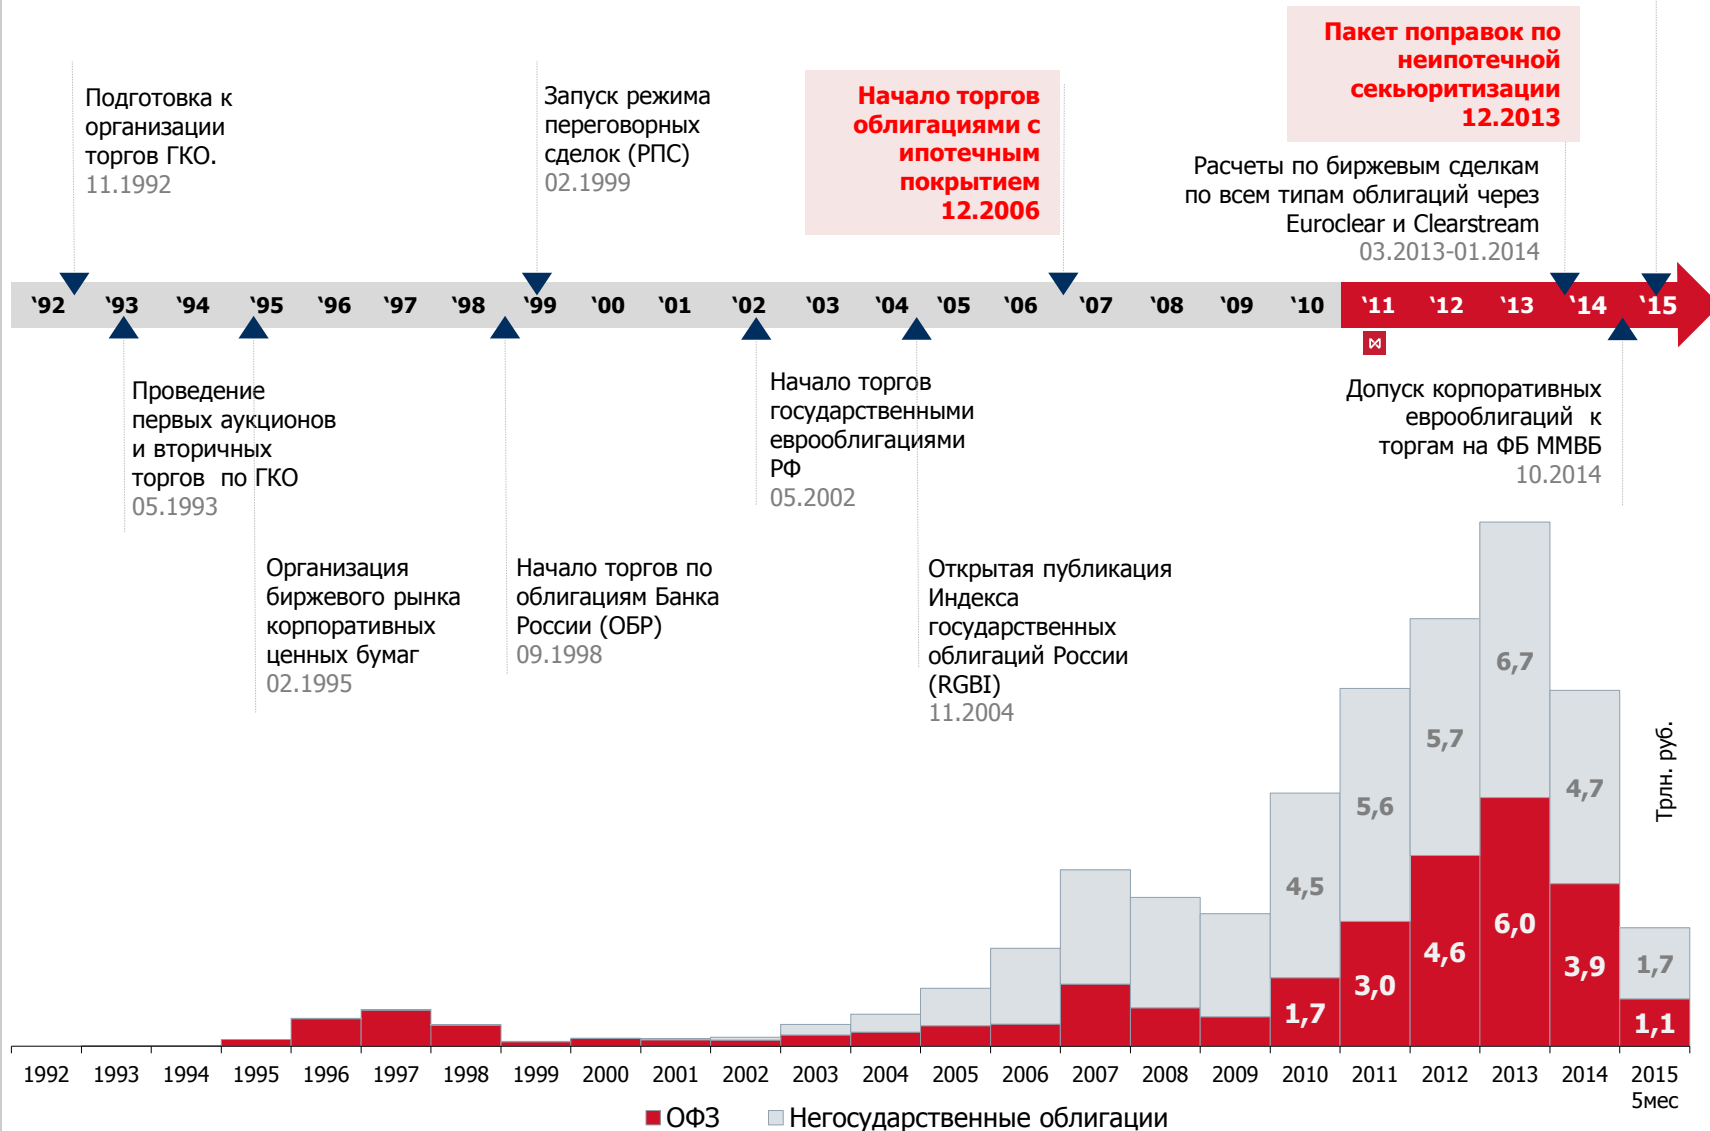 Пакет поправок по
неипотечной
секьюритизации
12.2013
Подготовка к
организации
торгов ГКО.
11.1992
Запуск режима
переговорных
сделок (РПС)
02.1999
Начало торгов
облигациями с
ипотечным
покрытием
12.2006
Расчеты по биржевым сделкам
по всем типам облигаций через
Euroclear и Clearstream
03.2013-01.2014
‘92 ‘93 ‘94 ‘95 ‘96 ‘97 ‘98 ‘99 ‘00 ‘01 ‘02 ‘03 ‘04 ‘05 ‘06 ‘07 ‘08 ‘09 ‘10 ‘11 ‘12 ‘13 ‘14 ‘15
Проведение
первых аукционов
и вторичных
торгов по ГКО
05.1993
Начало торгов
государственными
еврооблигациями
РФ
05.2002
Допуск корпоративных
еврооблигаций к
торгам на ФБ ММВБ
10.2014
Организация
биржевого рынка
корпоративных
ценных бумаг
02.1995
Начало торгов по
облигациям Банка
России (ОБР)
09.1998
Открытая публикация
Индекса
государственных
облигаций России
(RGBI)
11.2004
Трлн. руб.
4,5
5,6
5,7
6,7
4,7
1,7
1,7
3,0
4,6
6,0
3,9
1,1
1992 1993 1994 1995 1996 1997 1998 1999 2000 2001 2002 2003 2004 2005 2006 2007 2008 2009 2010 2011 2012 2013 2014 2015
5мес
ОФЗ Негосударственные облигации